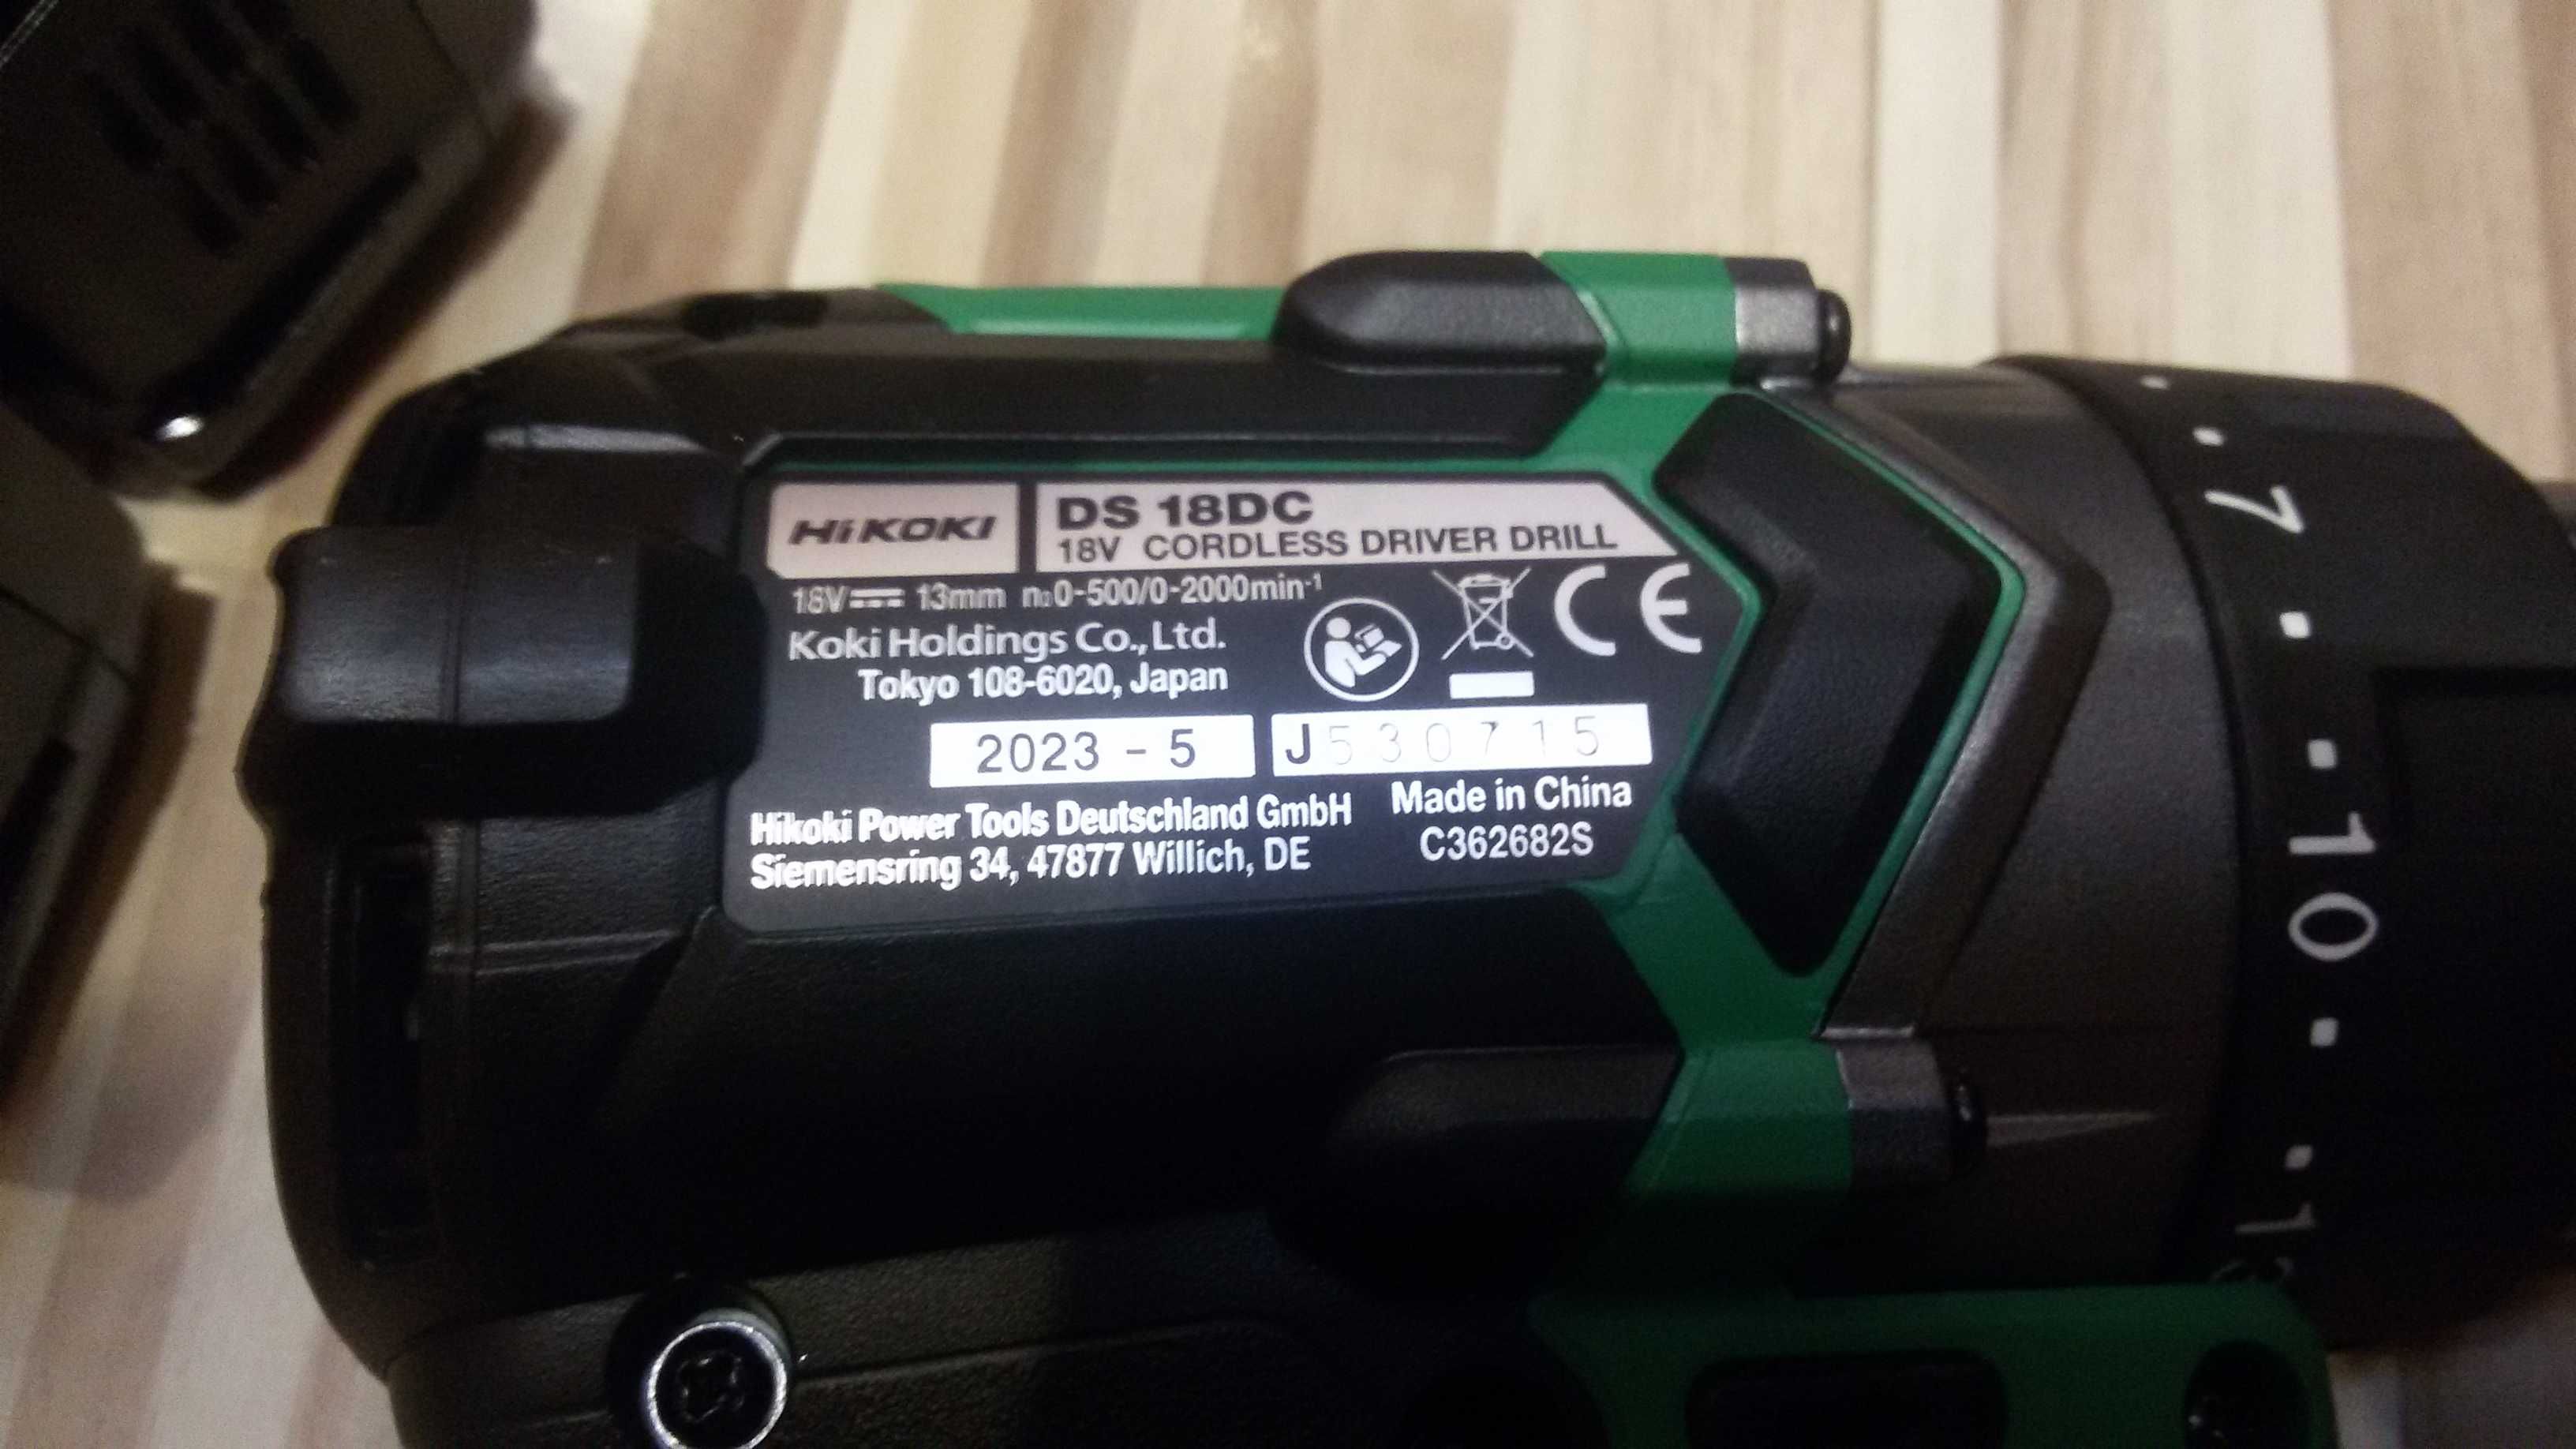 HiKOKI
DS 18DC
18V CORDLESS DRIVER DRILL
18V 13mm n₀0-500/0-2000min⁻¹
Koki Holdings Co.,Ltd.
Tokyo 108-6020, Japan
CE
2023 - 5
J530715
Hikoki Power Tools Deutschland GmbH
Siemensring 34, 47877 Willich, DE
Made in China
C362682S
7
10